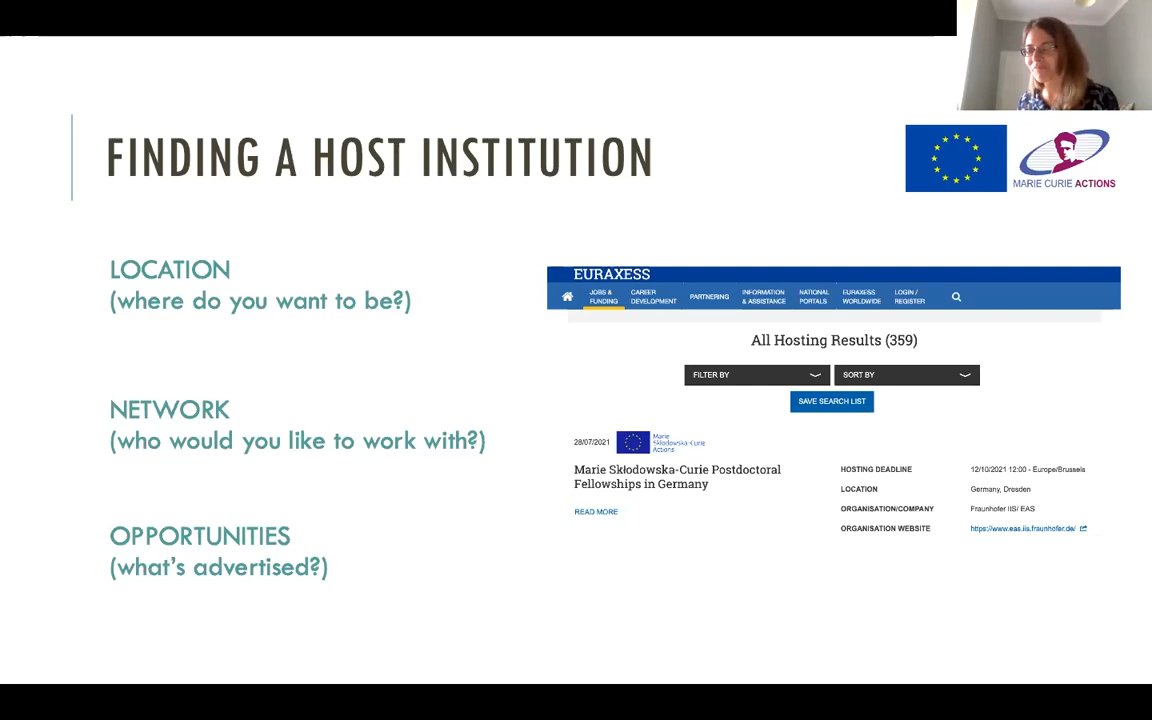 FINDING A HOST INSTITUTION
MARIE CURIE ACTIONS
LOCATION
(where do you want to be?)
NETWORK
(who would you like to work with?)
OPPORTUNITIES
(what's advertised?)
EURAXESS
JOBS &
FUNDING
CAREER
DEVELOPMENT
PARTNERING
INFORMATION
& ASSISTANCE
NATIONAL
PORTALS
EURAXESS
WORLDWIDE
LOGIN /
REGISTER
All Hosting Results (359)
FILTER BY
SORT BY
SAVE SEARCH LIST
28/07/2021
Marie
Skłodowska-Curie
Actions
Marie Skłodowska-Curie Postdoctoral
Fellowships in Germany
READ MORE
HOSTING DEADLINE 12/10/2021 12:00 - Europe/Brussels
LOCATION Germany, Dresden
ORGANISATION/COMPANY Fraunhofer IIS/ EAS
ORGANISATION WEBSITE https://www.eas.iis.fraunhofer.de/